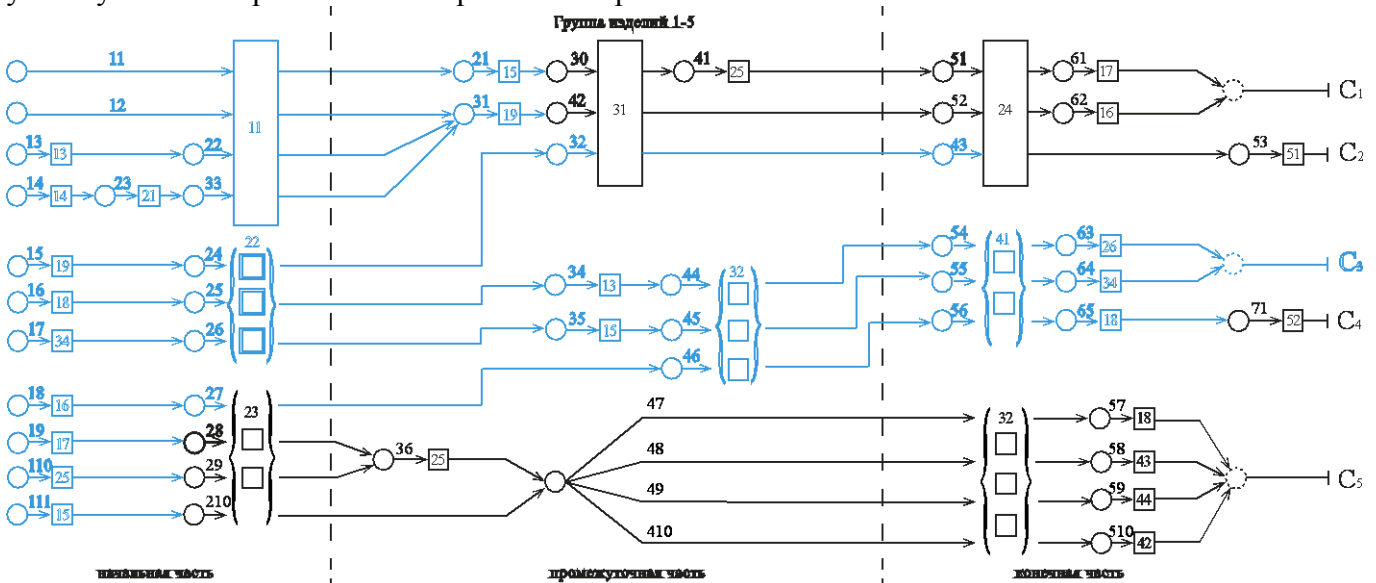 Группа изделий 1-5
11 21 15 30 41 25 51 61 17 C1
12 31 19 42 52 62 16
11 31 24
13 13 22 32 43 53 51 C2
14 14 23 21 33
15 19 24 22 54 41 63 26 C3
16 18 25 34 13 44 32 55 64 34
17 34 26 35 15 45 56 65 18 71 52 C4
46
18 16 27 23 47 32 57 18
19 17 28 36 25 48 58 43
110 25 29 49 59 44 C5
111 15 210 410 510 42
начальная часть промежуточная часть конечная часть